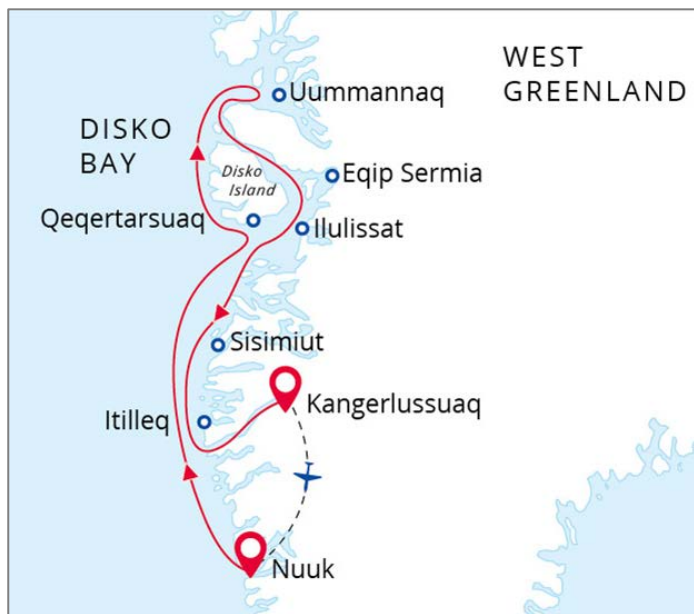 WEST
GREENLAND
Uummannaq
DISKO
BAY
Disko
Island
Eqip Sermia
Qeqertarsuaq
Ilulissat
Sisimiut
Kangerlussuaq
Itilleq
Nuuk